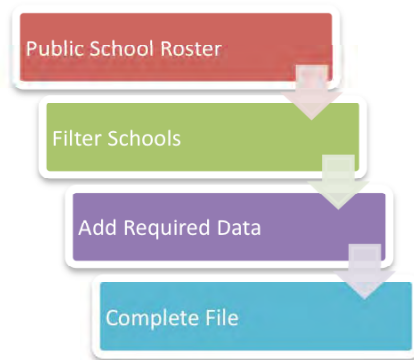 Public School Roster
Filter Schools
Add Required Data
Complete File